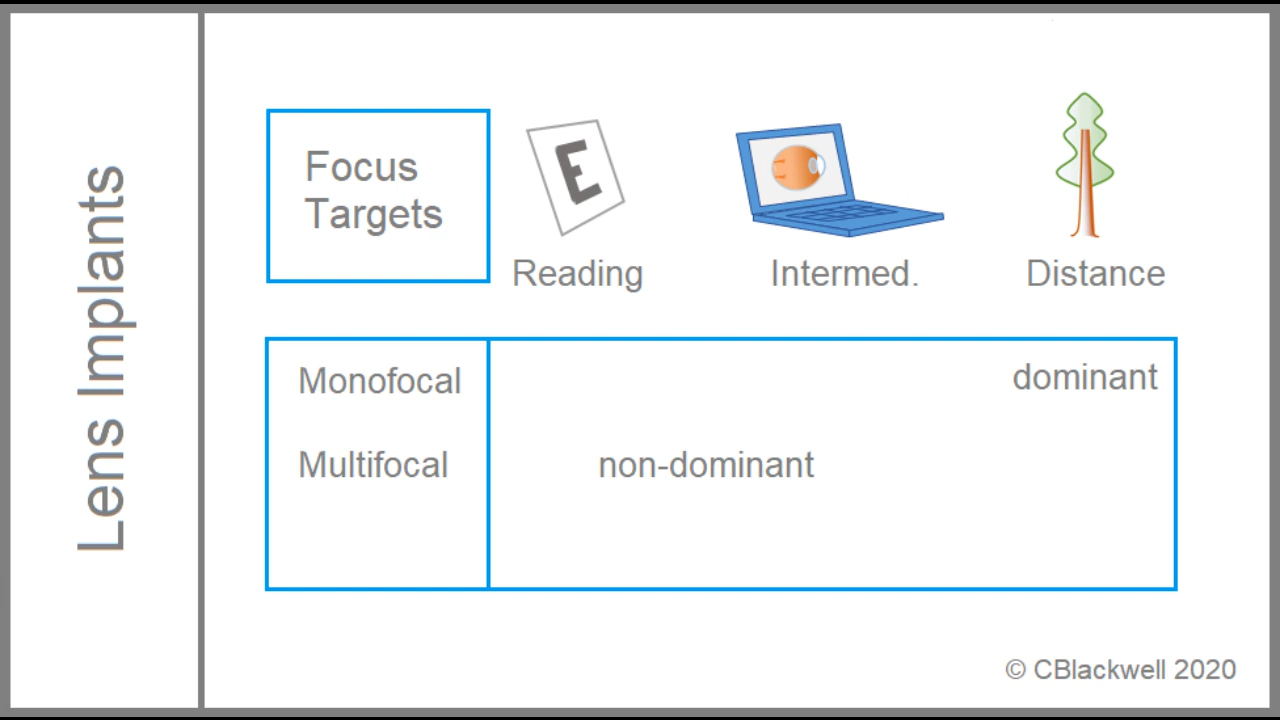 Lens Implants
Focus
Targets
E
Reading
Intermed.
Distance
Monofocal
dominant
Multifocal
non-dominant
© CBlackwell 2020